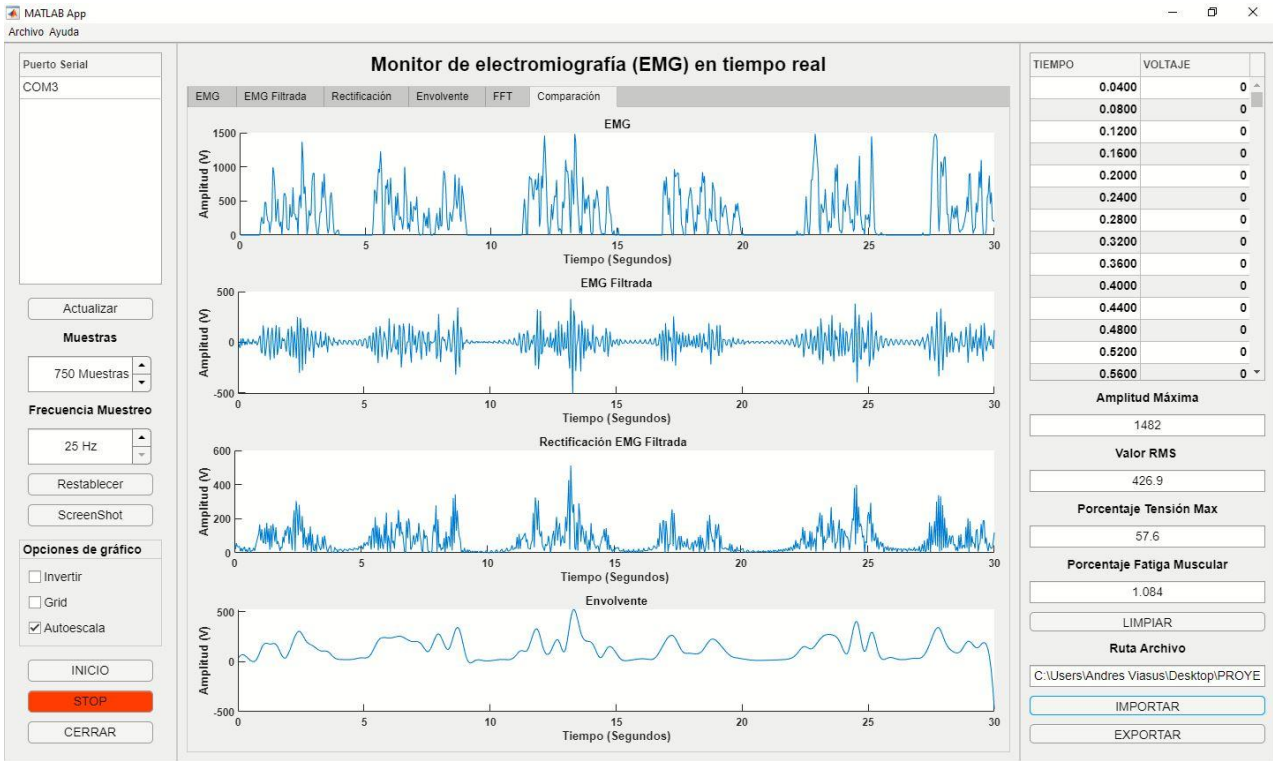 MATLAB App
Archivo Ayuda
Puerto Serial
COM3
Actualizar
Muestras
750 Muestras
Frecuencia Muestreo
25 Hz
Restablecer
ScreenShot
Opciones de gráfico
Invertir
Grid
Autoescala
INICIO
STOP
CERRAR
Monitor de electromiografía (EMG) en tiempo real
EMG EMG Filtrada Rectificación Envolvente FFT Comparación
EMG
Amplitud (V)
1500
1000
500
0
0 5 10 15 20 25 30
Tiempo (Segundos)
EMG Filtrada
Amplitud (V)
500
0
-500
0 5 10 15 20 25 30
Tiempo (Segundos)
Rectificación EMG Filtrada
Amplitud (V)
600
400
200
0
0 5 10 15 20 25 30
Tiempo (Segundos)
Envolvente
Amplitud (V)
500
0
-500
0 5 10 15 20 25 30
Tiempo (Segundos)
TIEMPO VOLTAJE
0.0400 0
0.0800 0
0.1200 0
0.1600 0
0.2000 0
0.2400 0
0.2800 0
0.3200 0
0.3600 0
0.4000 0
0.4400 0
0.4800 0
0.5200 0
0.5600 0
Amplitud Máxima
1482
Valor RMS
426.9
Porcentaje Tensión Max
57.6
Porcentaje Fatiga Muscular
1.084
LIMPIAR
Ruta Archivo
C:\Users\Andres Viasus\Desktop\PROYE
IMPORTAR
EXPORTAR